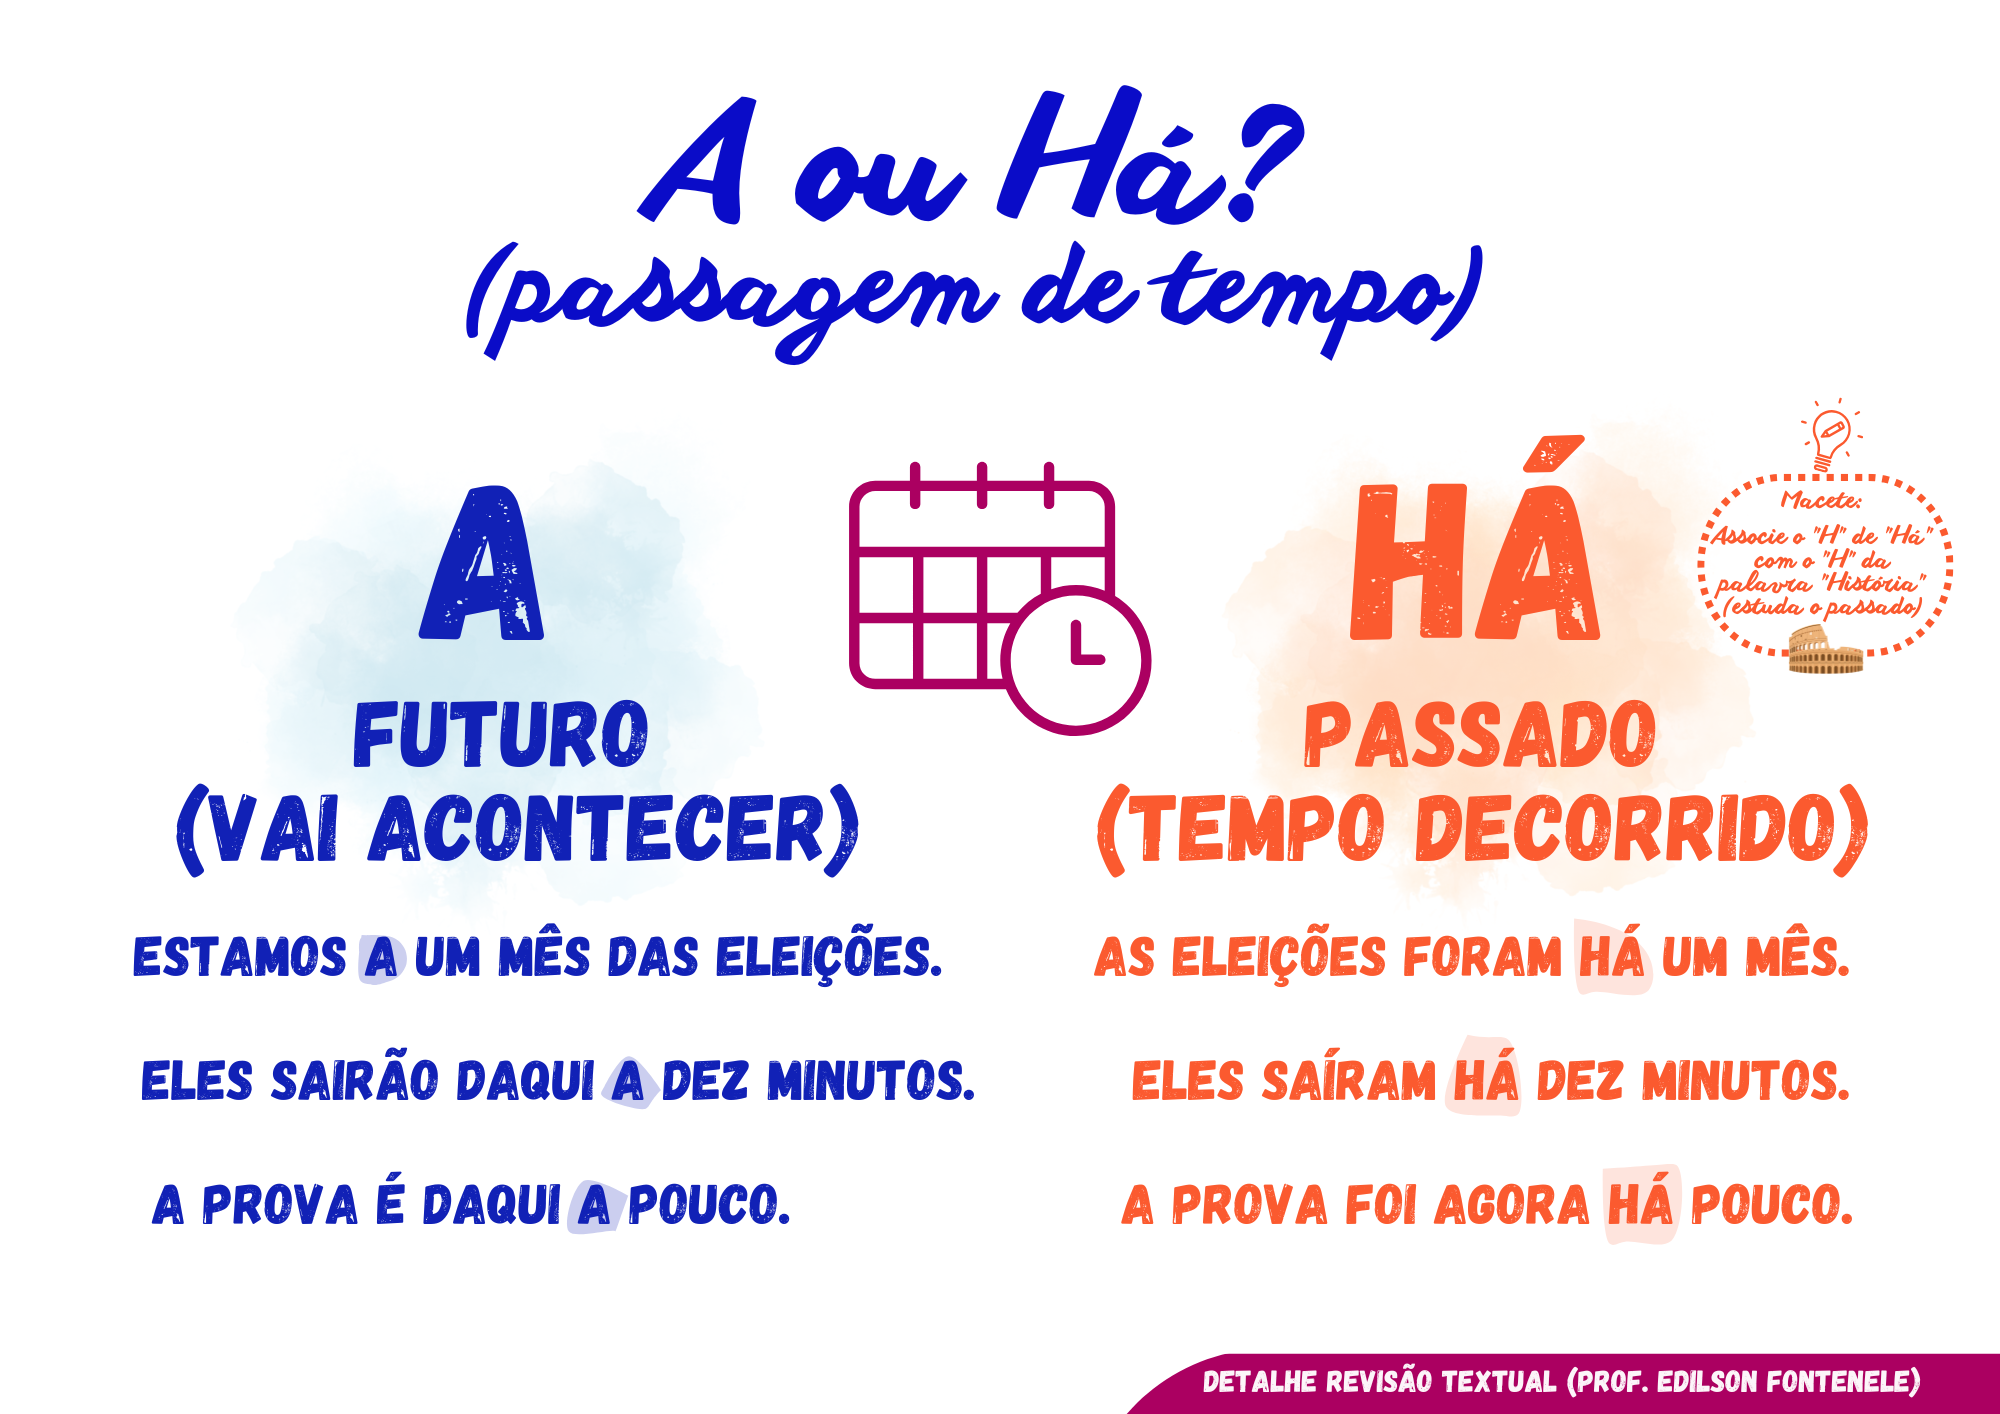 A ou Há?
(passagem de tempo)
A
FUTURO
(VAI ACONTECER)
ESTAMOS A UM MÊS DAS ELEIÇÕES.
ELES SAIRÃO DAQUI A DEZ MINUTOS.
A PROVA É DAQUI A POUCO.
HÁ
PASSADO
(TEMPO DECORRIDO)
Macete:
Associe o "H" de "Há"
com o "H" da
palavra "História"
(estuda o passado)
AS ELEIÇÕES FORAM HÁ UM MÊS.
ELES SAÍRAM HÁ DEZ MINUTOS.
A PROVA FOI AGORA HÁ POUCO.
DETALHE REVISÃO TEXTUAL (PROF. EDILSON FONTENELE)